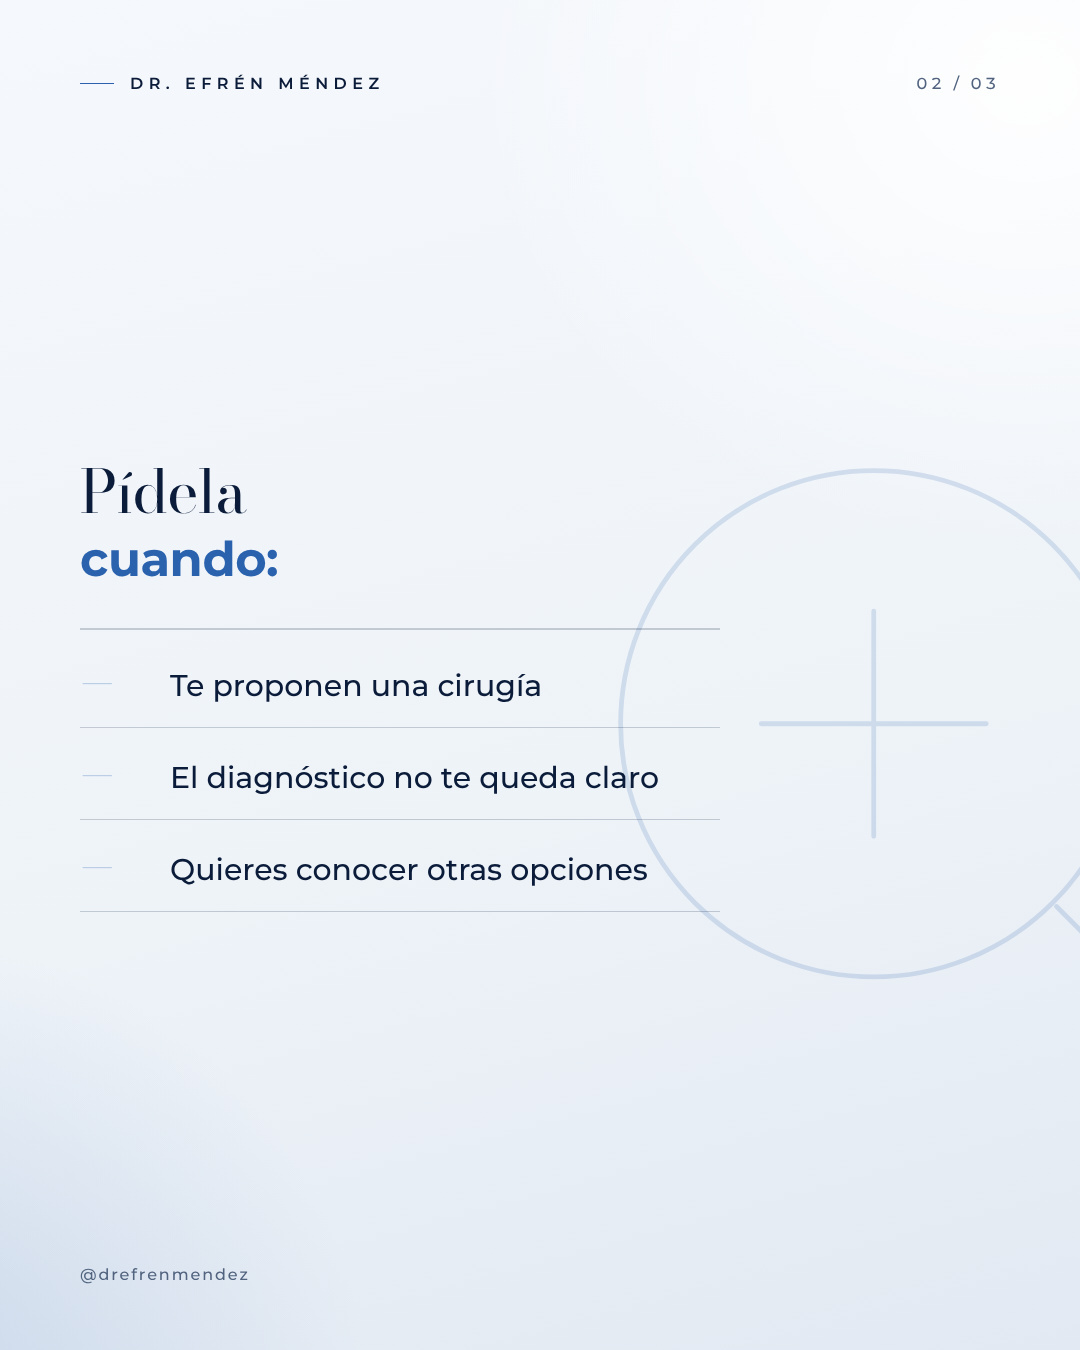 DR. EFRÉN MÉNDEZ
02 / 03
Pídela
cuando:
Te proponen una cirugía
El diagnóstico no te queda claro
Quieres conocer otras opciones
@drefrenmendez